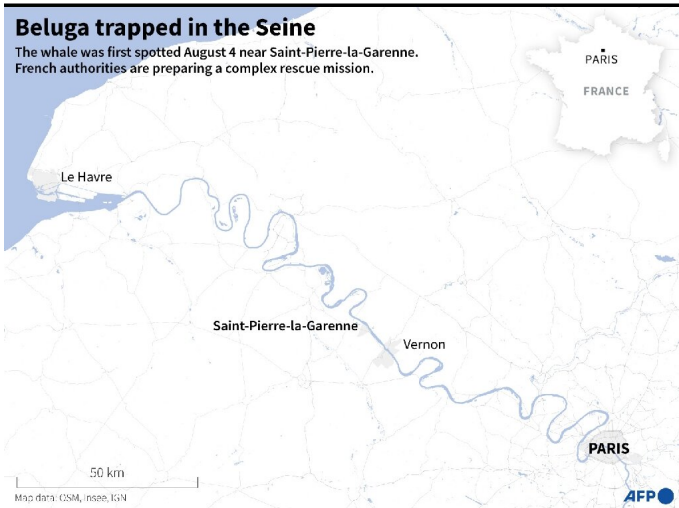 Beluga trapped in the Seine
The whale was first spotted August 4 near Saint-Pierre-la-Garenne.
French authorities are preparing a complex rescue mission.
PARIS
FRANCE
Le Havre
Saint-Pierre-la-Garenne
Vernon
PARIS
50 km
Map data: OSM, Insee, IGN
AFP